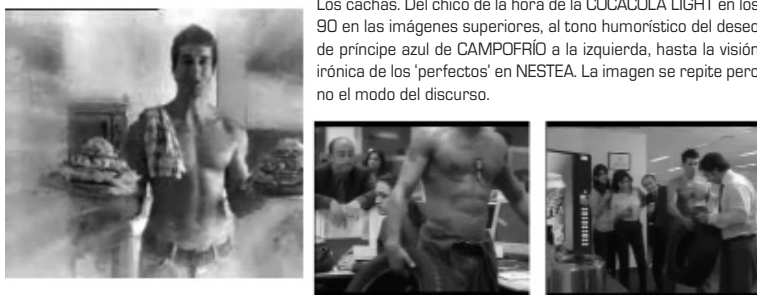 Los cachas. Del chico de la hora de la COCACOLA LIGHT en los
90 en las imágenes superiores, al tono humorístico del deseo
de príncipe azul de CAMPOFRÍO a la izquierda, hasta la visión
irónica de los ‘perfectos’ en NESTEA. La imagen se repite pero
no el modo del discurso.